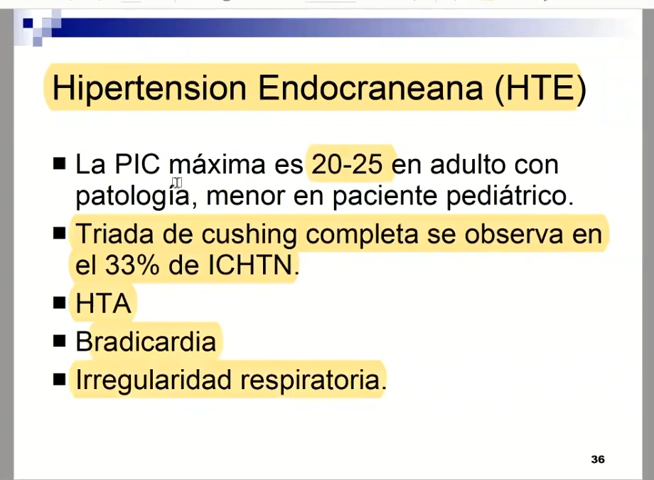 Hipertension Endocraneana (HTE)
La PIC máxima es 20-25 en adulto con
patología, menor en paciente pediátrico.
Triada de cushing completa se observa en
el 33% de ICHTN.
HTA
Bradicardia
Irregularidad respiratoria.
36